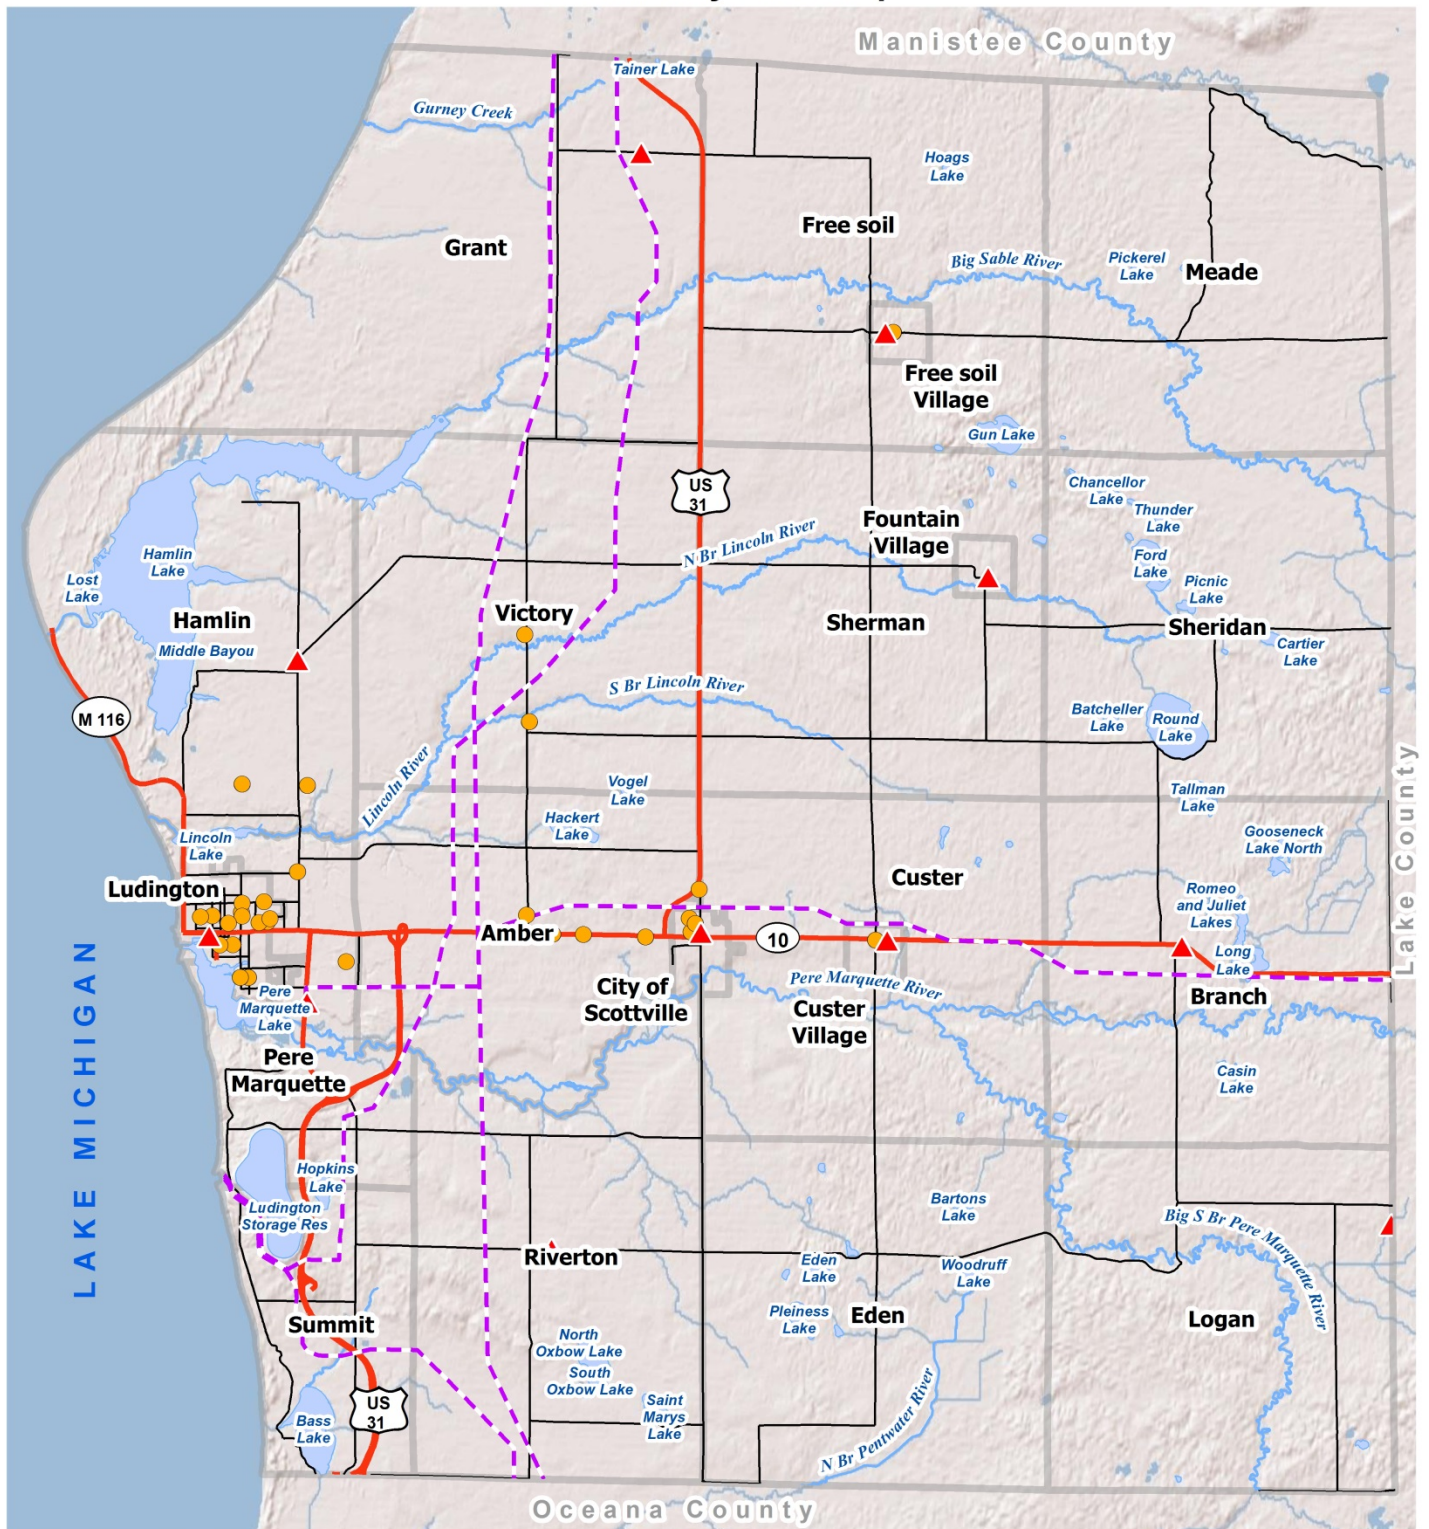 Manistee County
Tainer Lake
Gurney Creek
Hoags
Lake
Free soil
Grant
Big Sable River
Pickerel
Lake
Meade
Free soil
Village
Gun Lake
US
31
Chancellor
Lake
Thunder
Lake
Fountain
Village
N Br Lincoln River
Hamlin
Lake
Ford
Lake
Lost
Lake
Picnic
Lake
Victory
Hamlin
Sherman
Sheridan
Middle Bayou
Cartier
Lake
S Br Lincoln River
M 116
Batcheller
Lake
Round
Lake
Lincoln River
Vogel
Lake
Tallman
Lake
Lake County
Hackert
Lake
Lincoln
Lake
Gooseneck
Lake North
Ludington
Custer
Romeo
and Juliet
Lakes
Amber
10
Long
Lake
LAKE MICHIGAN
City of
Scottville
Pere Marquette River
Branch
Pere
Marquette
Lake
Custer
Village
Pere
Marquette
Casin
Lake
Hopkins
Lake
Ludington
Storage Res
Bartons
Lake
Big S Br Pere Marquette River
Riverton
Eden
Lake
Woodruff
Lake
Summit
Pleiness
Lake
Eden
Logan
North
Oxbow Lake
South
Oxbow Lake
US
31
Saint
Marys
Lake
Bass
Lake
N Br Pentwater River
Oceana County